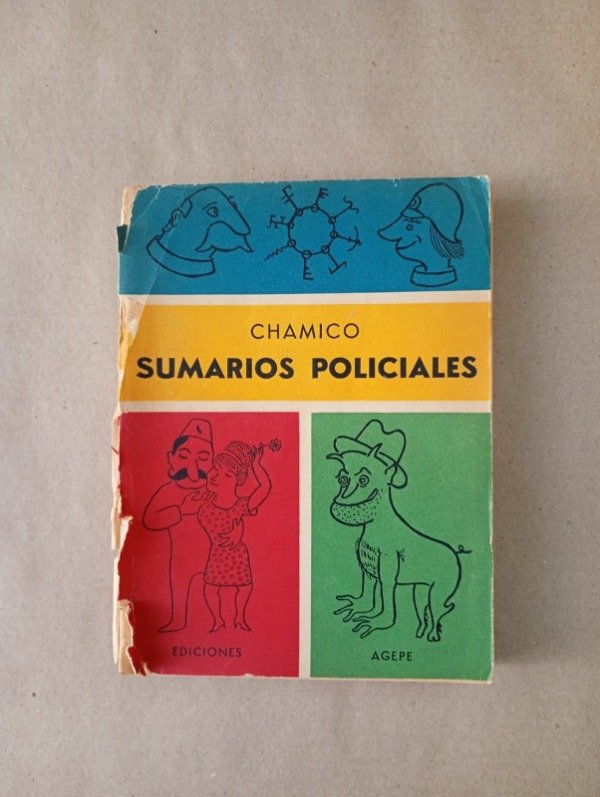 CHAMICO
SUMARIOS POLICIALES
EDICIONES
AGEPE